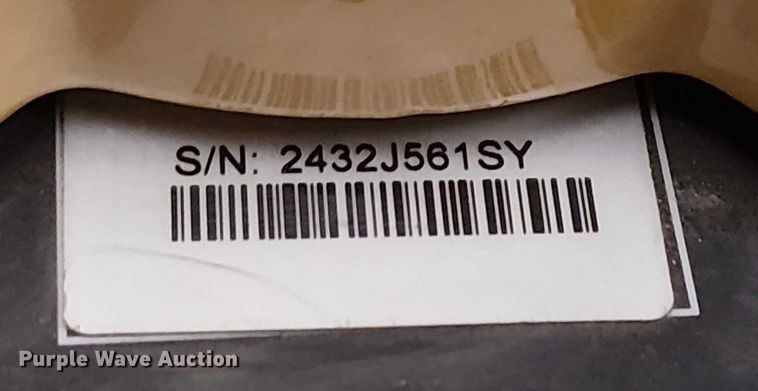 S/N: 2432J561SY
Purple Wave Auction